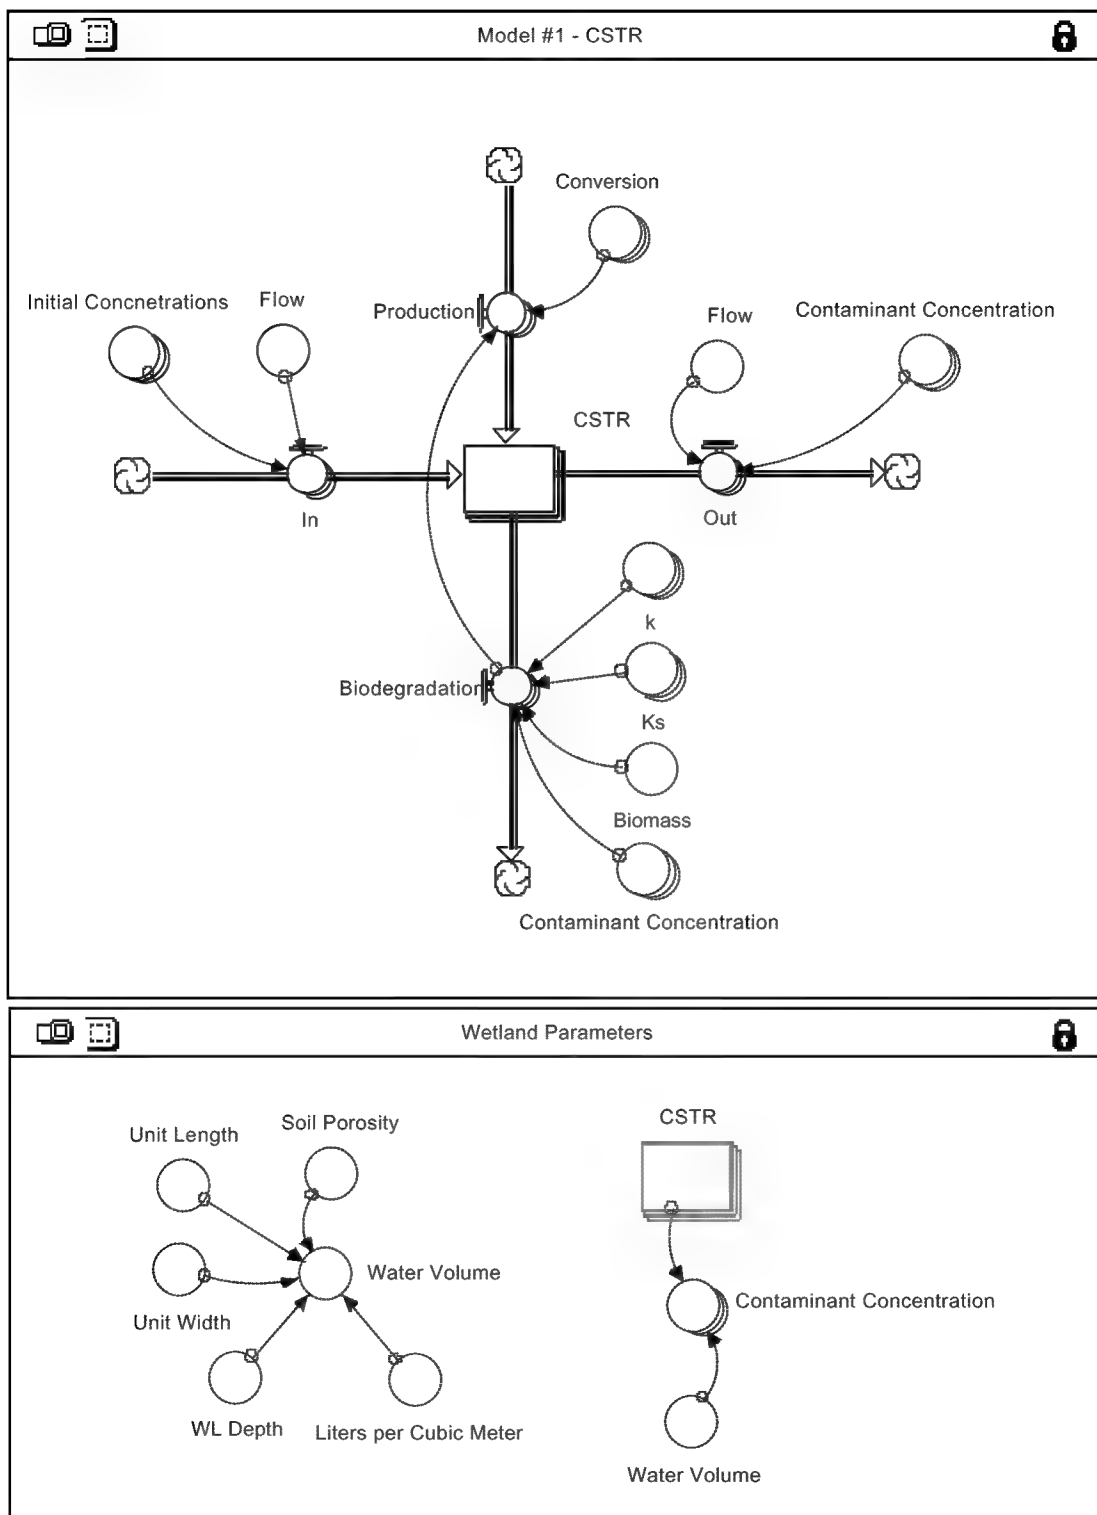 Model #1 - CSTR
Conversion
Initial Concnetrations
Flow
Production
Flow
Contaminant Concentration
CSTR
In
Out
k
Biodegradation
Ks
Biomass
Contaminant Concentration
Wetland Parameters
Unit Length
Soil Porosity
CSTR
Water Volume
Contaminant Concentration
Unit Width
WL Depth
Liters per Cubic Meter
Water Volume